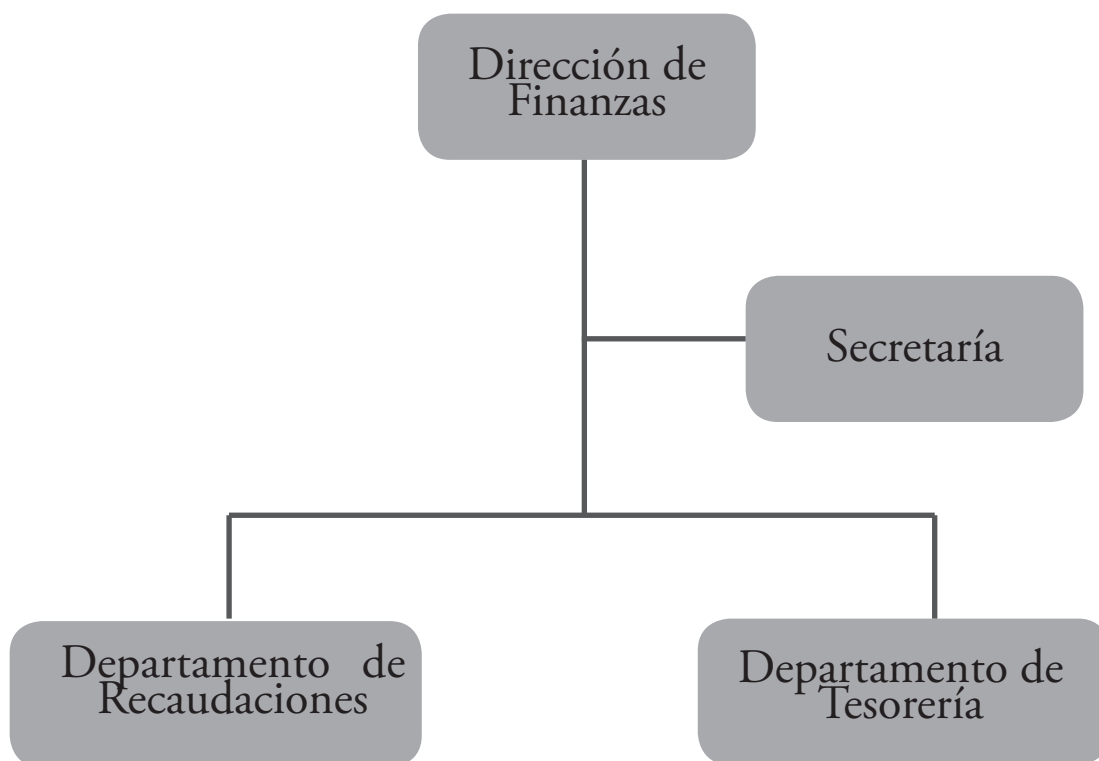 Dirección de
Finanzas
Secretaría
Departamento de
Recaudaciones
Departamento de
Tesorería